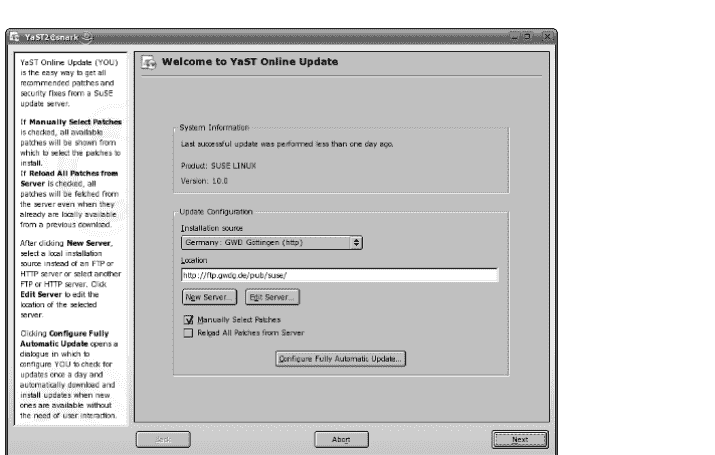 YaST2@snark
YaST Online Update (YOU)
is the easy way to get all
recommended patches and
security fixes from a SuSE
update server.
If Manually Select Patches
is checked, all available
patches will be shown from
which to select the patches to
install.
If Reload All Patches from
Server is checked, all
patches will be fetched from
the server even when they
already are locally available
from a previous download.
After clicking New Server,
select a local installation
source instead of an FTP or
HTTP server or select another
FTP or HTTP server. Click
Edit Server to edit the
location of the selected
server.
Clicking Configure Fully
Automatic Update opens a
dialogue in which to
configure YOU to check for
updates once a day and
automatically download and
install updates when new
ones are available without
the need of user interaction.
Welcome to YaST Online Update
System Information
Last successful update was performed less than one day ago.
Product: SUSE LINUX
Version: 10.0
Update Configuration
Installation source
Germany: GWD Gottingen (http)
Location
http://ftp.gwdg.de/pub/suse/
New Server...
Edit Server...
Manually Select Patches
Reload All Patches from Server
Configure Fully Automatic Update...
Back
Abort
Next